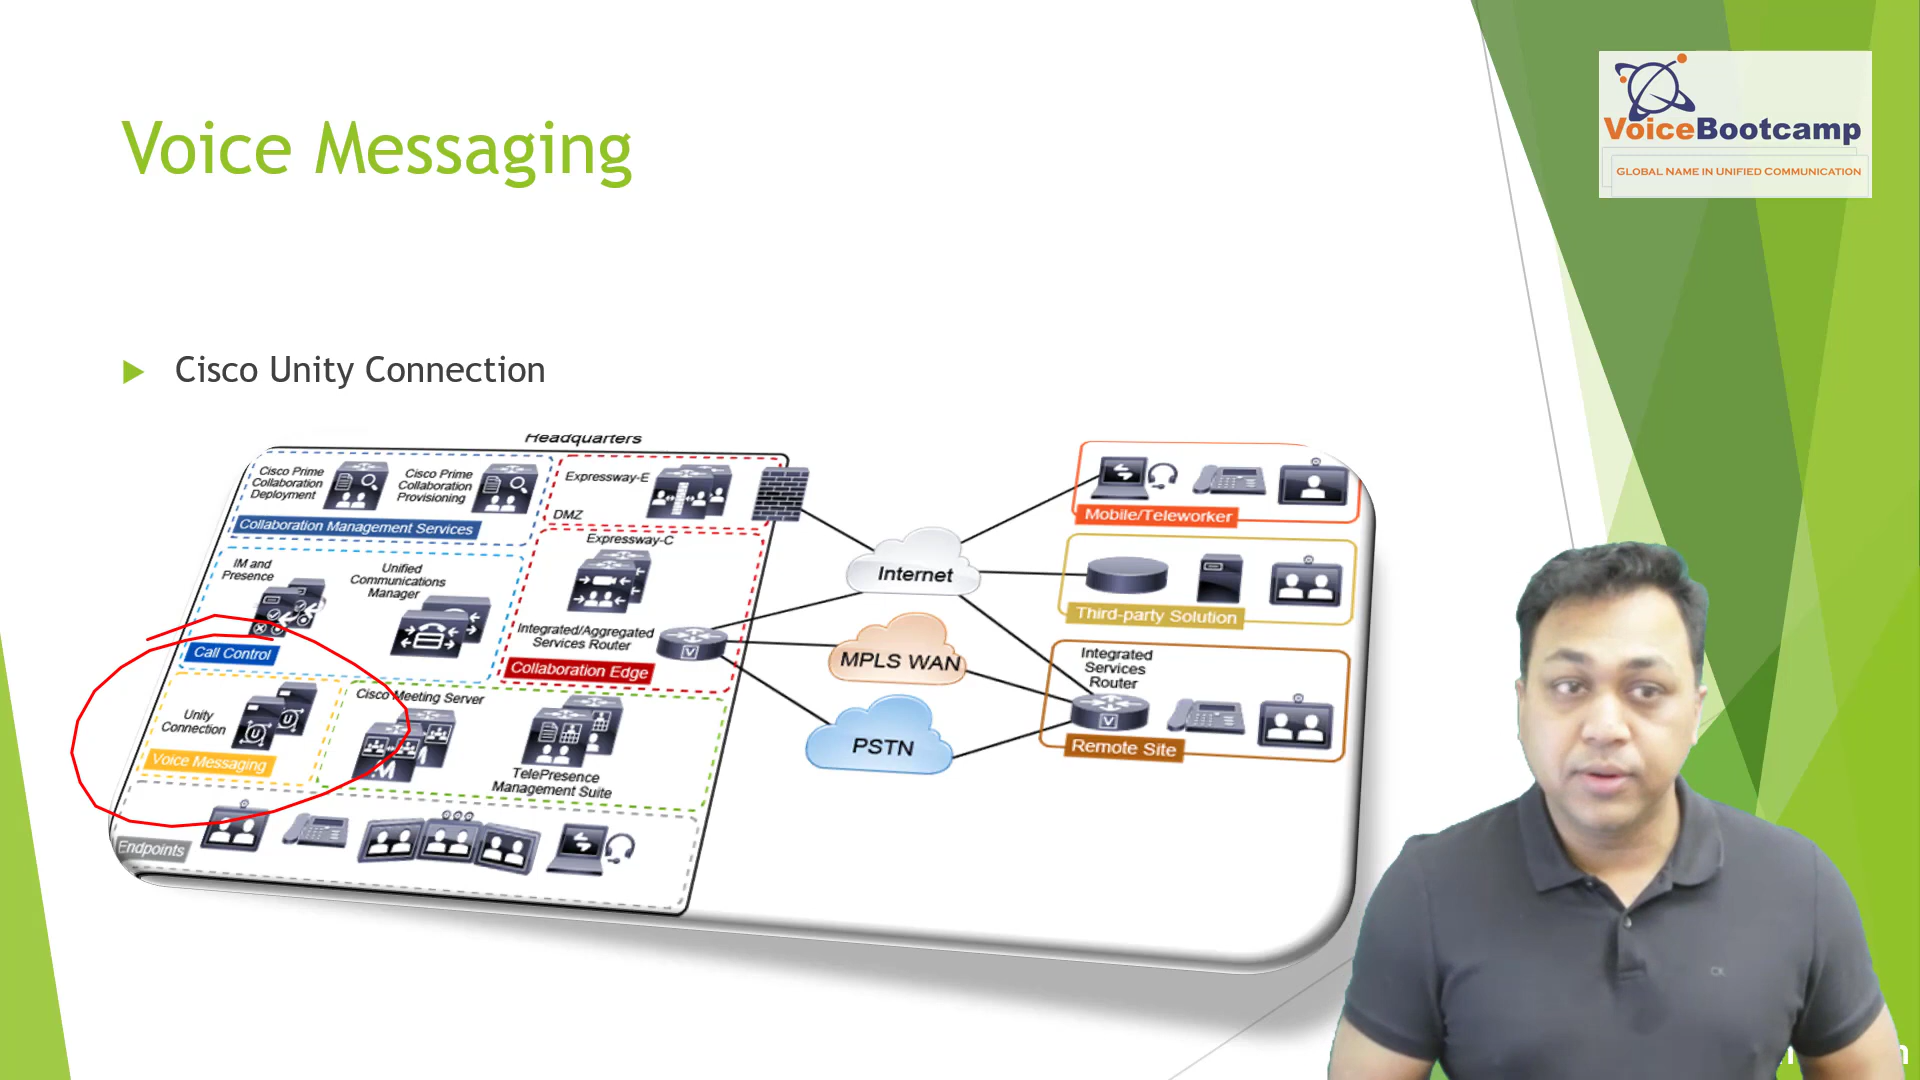 Voice Messaging
VoiceBootcamp
GLOBAL NAME IN UNIFIED COMMUNICATION
Cisco Unity Connection
Headquarters
Cisco Prime
Collaboration
Deployment
Cisco Prime
Collaboration
Provisioning
Collaboration Management Services
Expressway-E
DMZ
Expressway-C
IM and
Presence
Unified
Communications
Manager
Call Control
Integrated/Aggregated
Services Router
Collaboration Edge
Unity
Connection
Voice Messaging
Cisco Meeting Server
TelePresence
Management Suite
Endpoints
Internet
MPLS WAN
PSTN
Mobile/Teleworker
Third-party Solution
Integrated
Services
Router
Remote Site